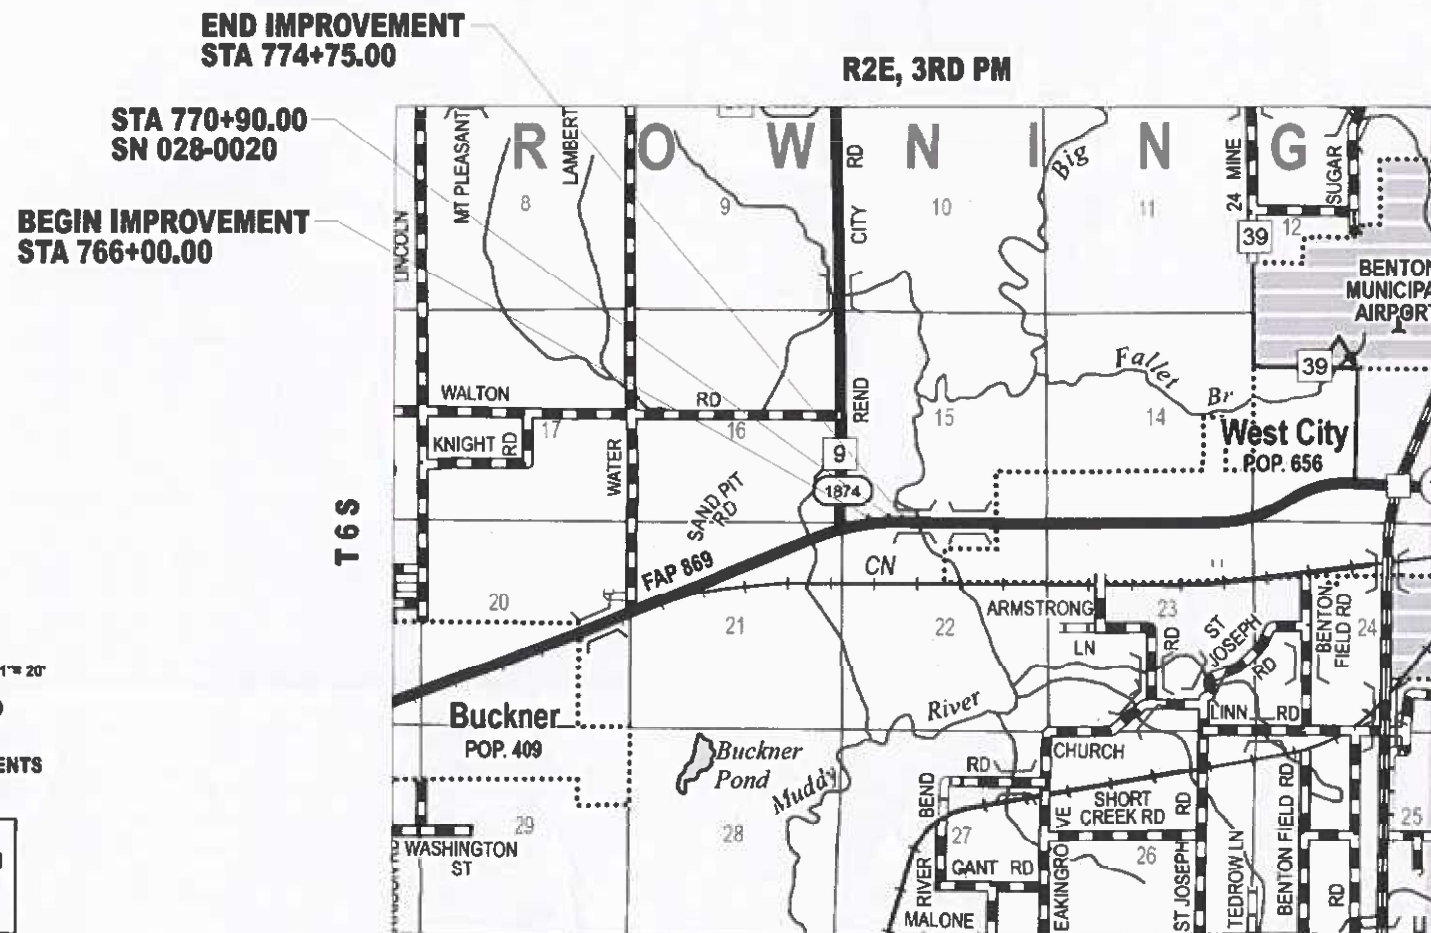 END IMPROVEMENT
STA 774+75.00
R2E, 3RD PM
STA 770+90.00
SN 028-0020
BEGIN IMPROVEMENT
STA 766+00.00
R O W N I N G
LINCOLN
MT PLEASANT
LAMBERT
8
9
CITY RD
10
Big
11
24 MINE
SUGAR
39
12
BENTON
MUNICIPA
AIRPORT
39
WALTON RD
REND
Fallet Br
KNIGHT RD
17
16
15
14
West City
POP. 656
WATER
9
1874
SAND PIT
RD
T 6 S
FAP 869
CN
20
21
22
ARMSTRONG
LN
23
RD
ST
JOSEPH
RD
BENTON
FIELD RD
24
1"= 20'
Buckner
POP. 409
River
LINN RD
ENTS
Buckner
Pond
Muddy
CHURCH
RD
BEND
SHORT
CREEK RD
RD
BENTON FIELD RD
29
28
27
26
25
WASHINGTON
ST
RIVER
GANT RD
EAKINGRO VE
ST JOSEPH
TEDROW LN
RD
MALONE